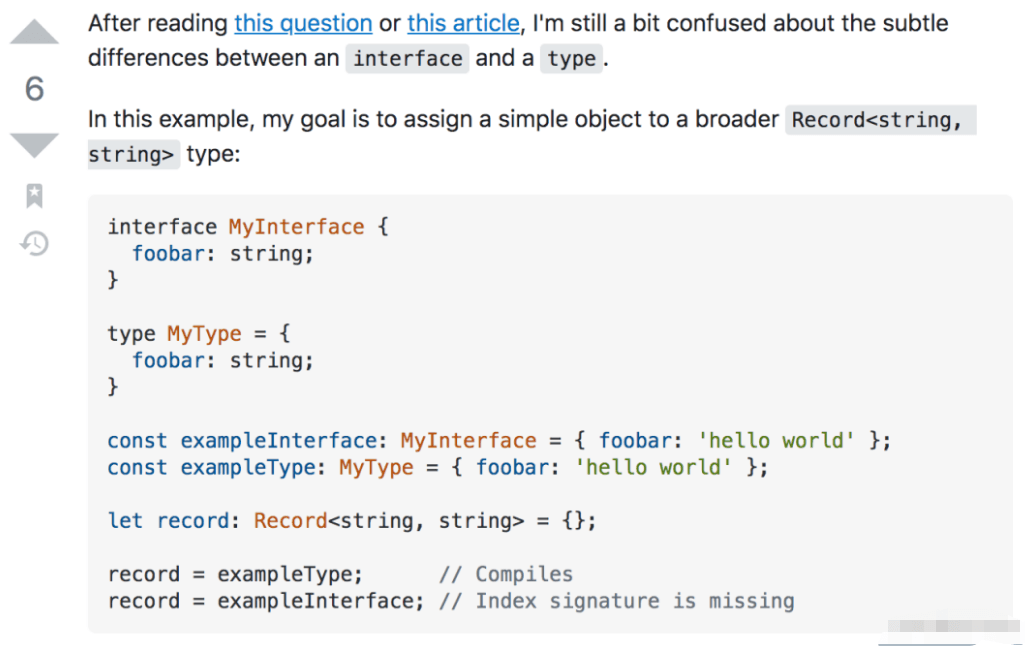 After reading this question or this article, I'm still a bit confused about the subtle
differences between an interface and a type.
6
In this example, my goal is to assign a simple object to a broader Record<string,
string> type:
interface MyInterface {
  foobar: string;
}
type MyType = {
  foobar: string;
}
const exampleInterface: MyInterface = { foobar: 'hello world' };
const exampleType: MyType = { foobar: 'hello world' };
let record: Record<string, string> = {};
record = exampleType;      // Compiles
record = exampleInterface; // Index signature is missing